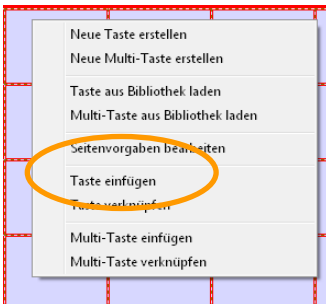 Neue Taste erstellen
Neue Multi-Taste erstellen
Taste aus Bibliothek laden
Multi-Taste aus Bibliothek laden
Seitenvorgaben bearbeiten
Taste einfügen
Taste verknüpfen
Multi-Taste einfügen
Multi-Taste verknüpfen